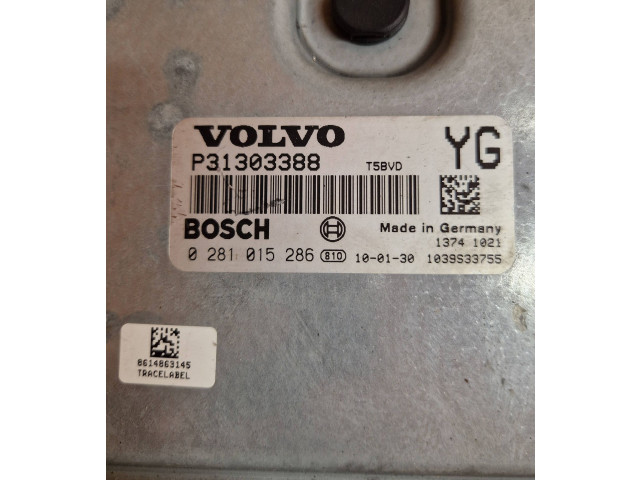 VOLVO YG
P31303388 T5BVD
BOSCH Made in Germany
1374 1021
0 281 015 286 810 10-01-30 1039S33755
8614863145
TRACELABEL